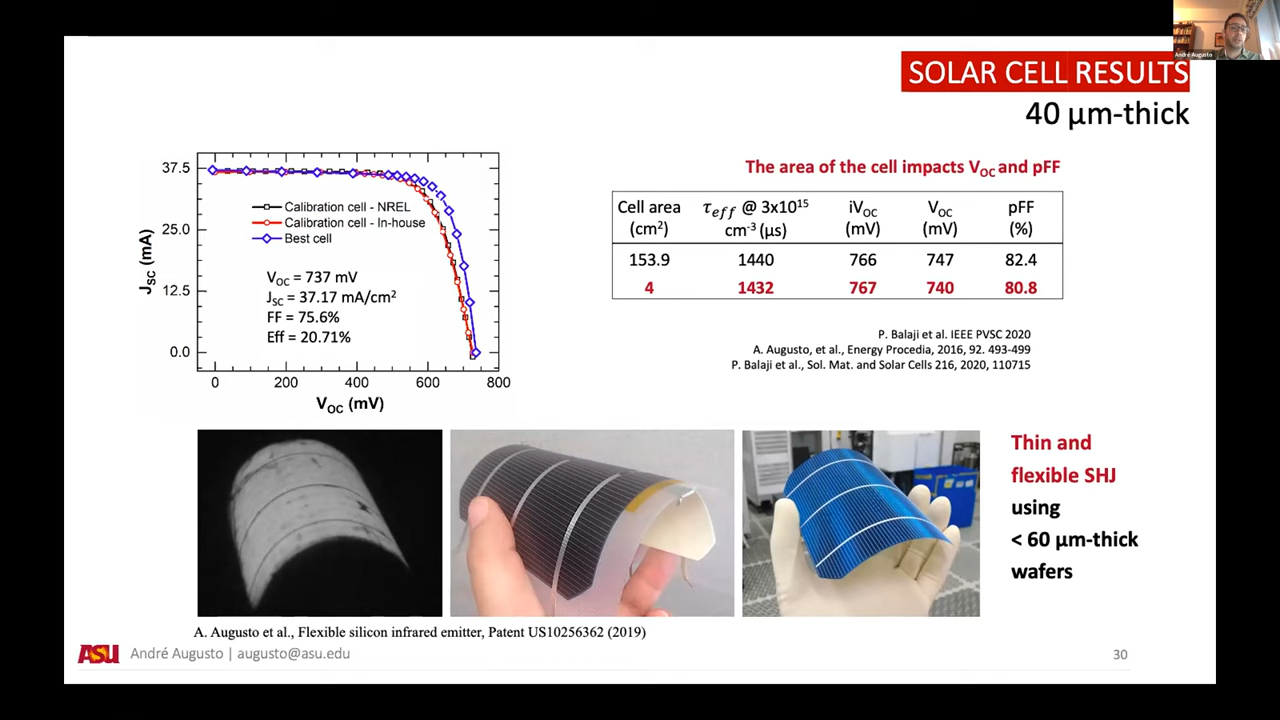 André Augusto
SOLAR CELL RESULTS
40 µm-thick
37.5
25.0
12.5
0.0
J_SC (mA)
0
200
400
600
800
V_OC (mV)
Calibration cell - NREL
Calibration cell - In-house
Best cell
V_OC = 737 mV
J_SC = 37.17 mA/cm²
FF = 75.6%
Eff = 20.71%
The area of the cell impacts V_OC and pFF
Cell area (cm²) τ_eff @ 3x10¹⁵ cm⁻³ (µs) iV_OC (mV) V_OC (mV) pFF (%)
153.9 1440 766 747 82.4
4 1432 767 740 80.8
P. Balaji et al. IEEE PVSC 2020
A. Augusto, et al., Energy Procedia, 2016, 92. 493-499
P. Balaji et al., Sol. Mat. and Solar Cells 216, 2020, 110715
Thin and
flexible SHJ
using
< 60 µm-thick
wafers
A. Augusto et al., Flexible silicon infrared emitter, Patent US10256362 (2019)
ASU André Augusto | augusto@asu.edu
30